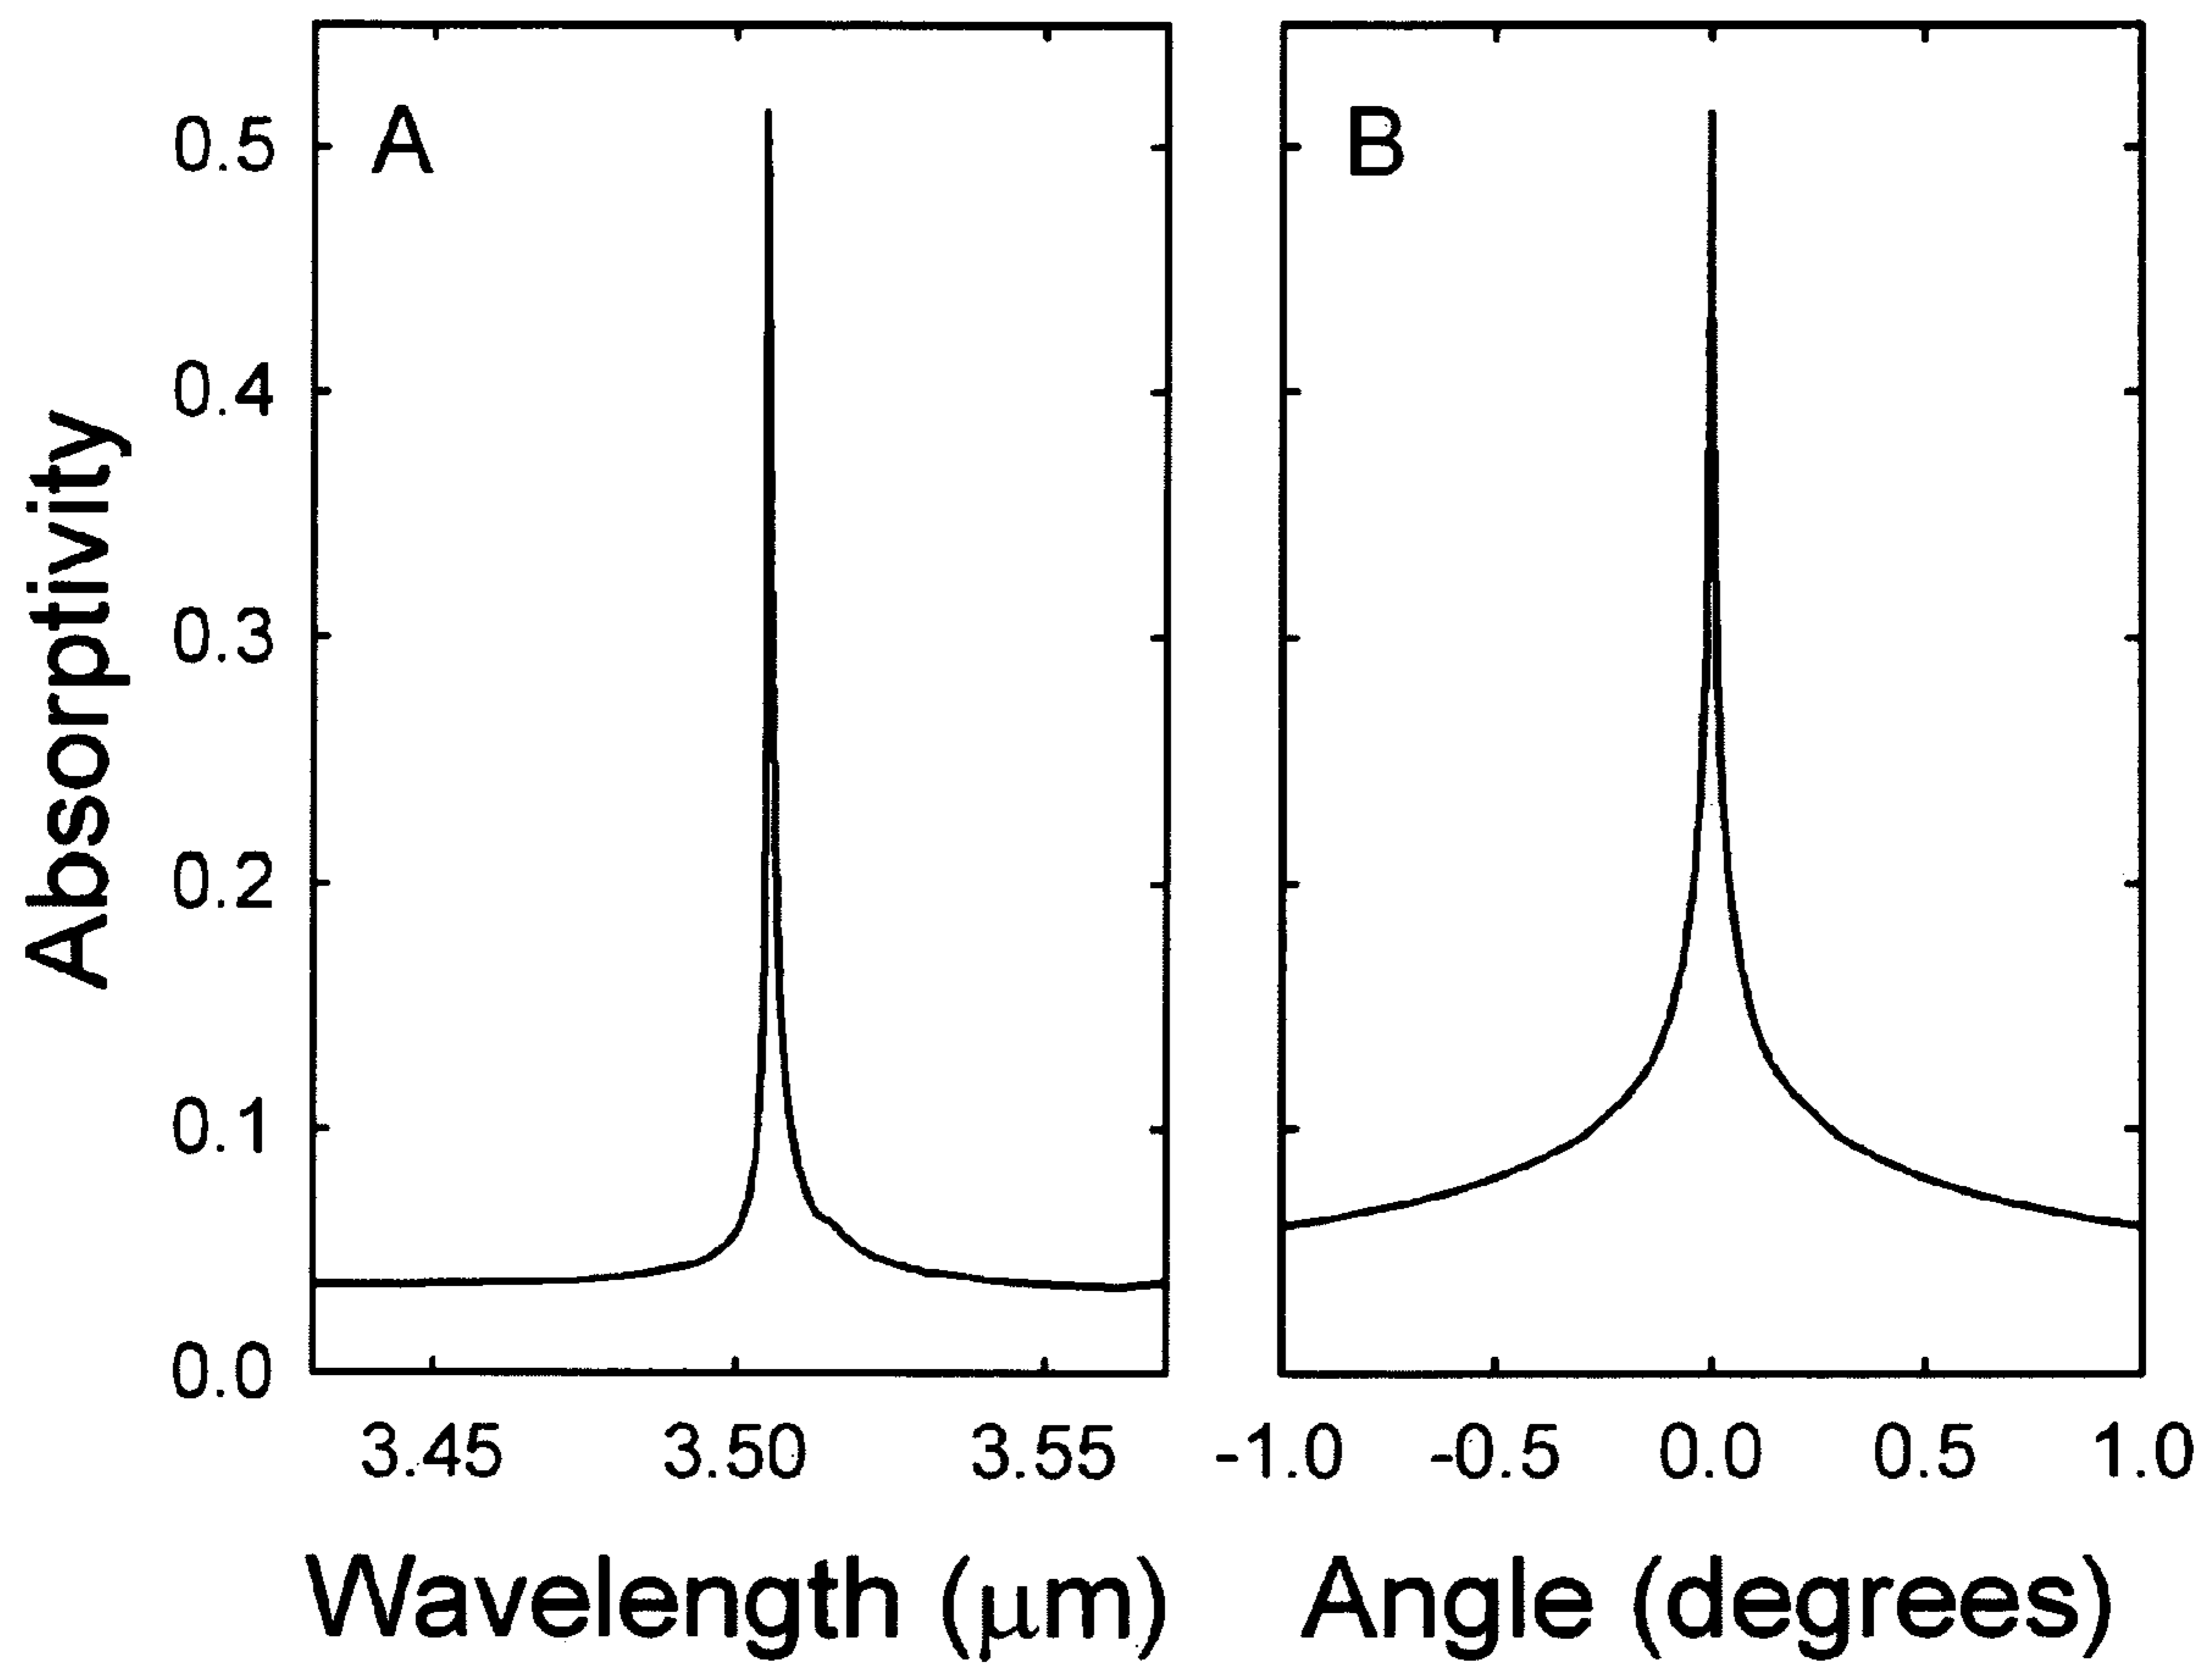 A
B
0.5
0.4
0.3
0.2
0.1
0.0
Absorptivity
3.45 3.50 3.55
-1.0 -0.5 0.0 0.5 1.0
Wavelength (μm)
Angle (degrees)